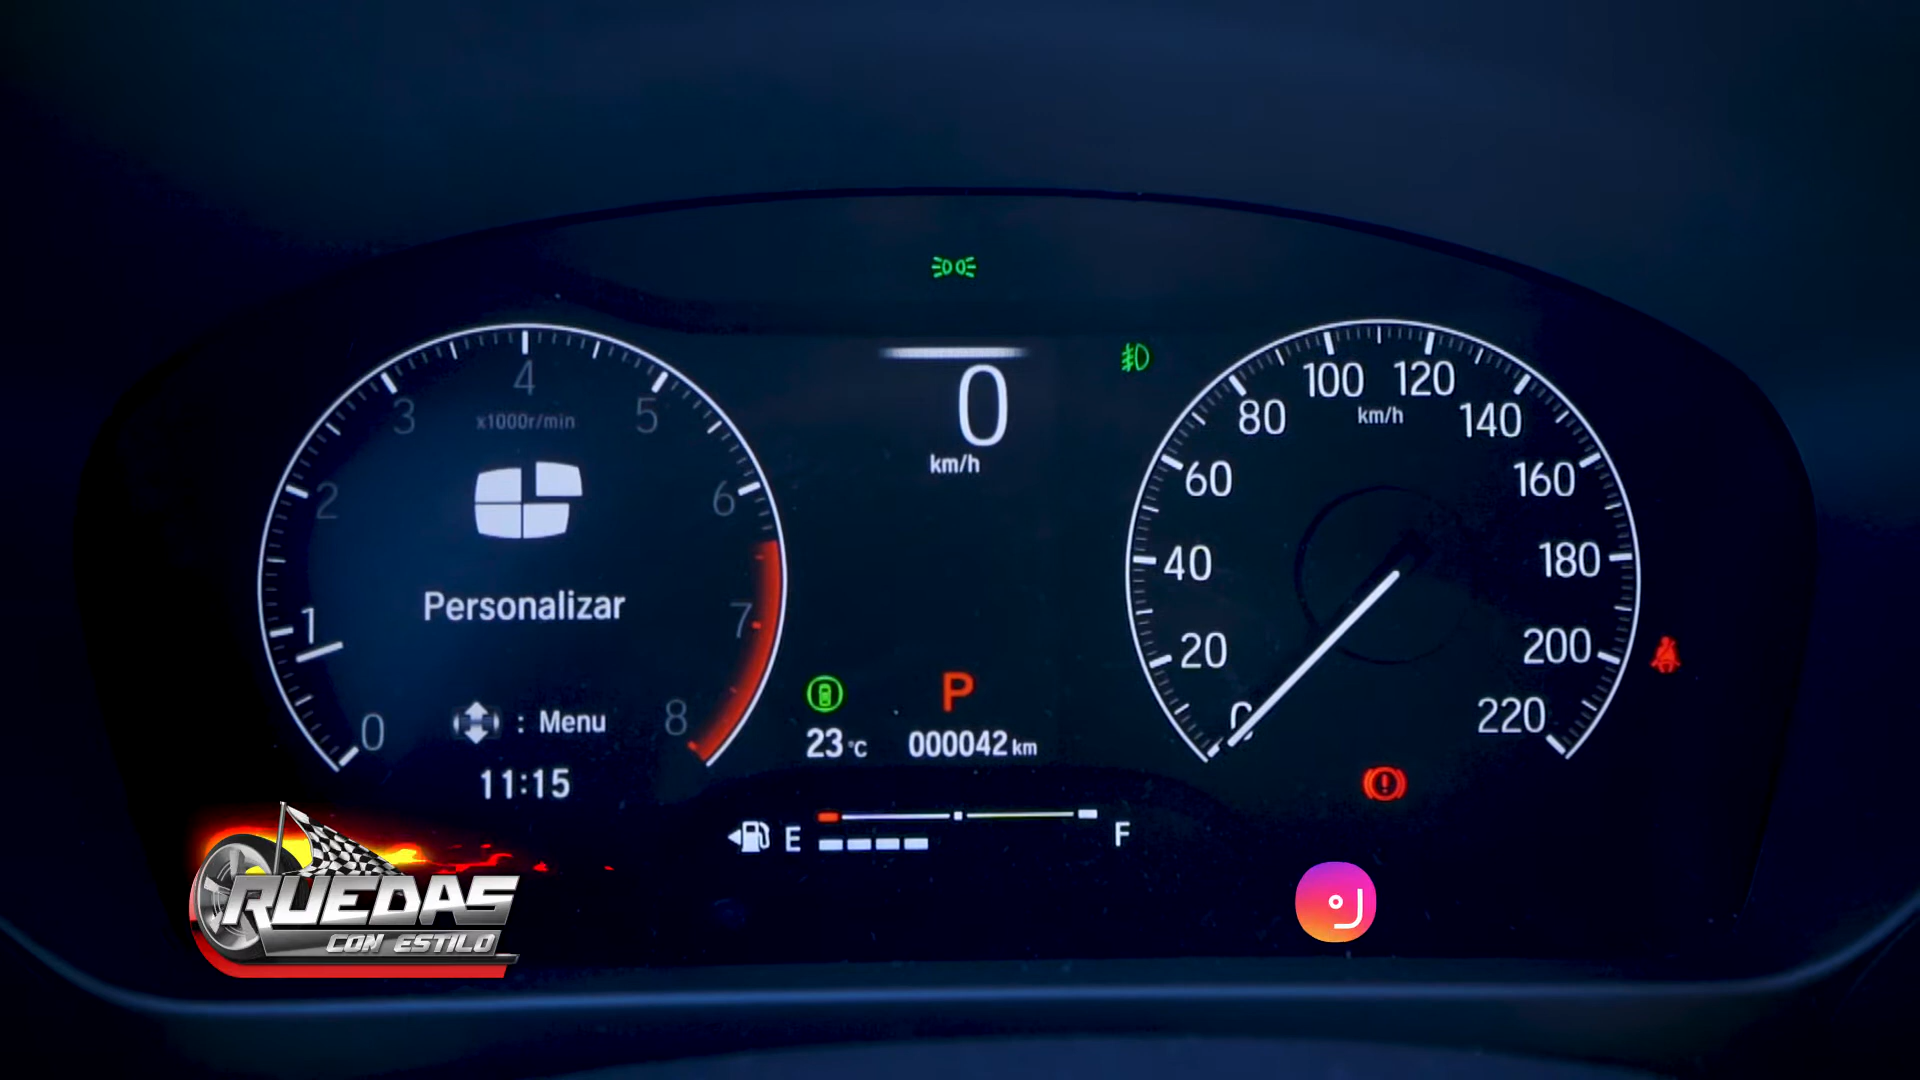 0
km/h
4
3
5
x1000r/min
2
6
Personalizar
1
7
0
: Menu
8
11:15
P
23 °C
000042 km
E
F
100
120
80
km/h
140
60
160
40
180
20
200
0
220
RUEDAS
CON ESTILO